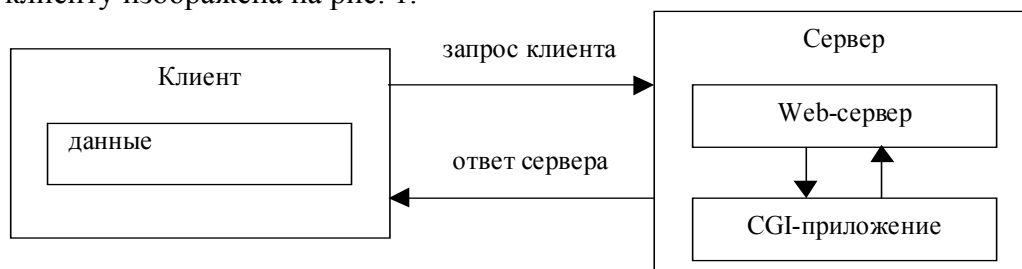 клиенту изображена на рис. 1.
запрос клиента
Сервер
Клиент
Web-сервер
данные
ответ сервера
CGI-приложение